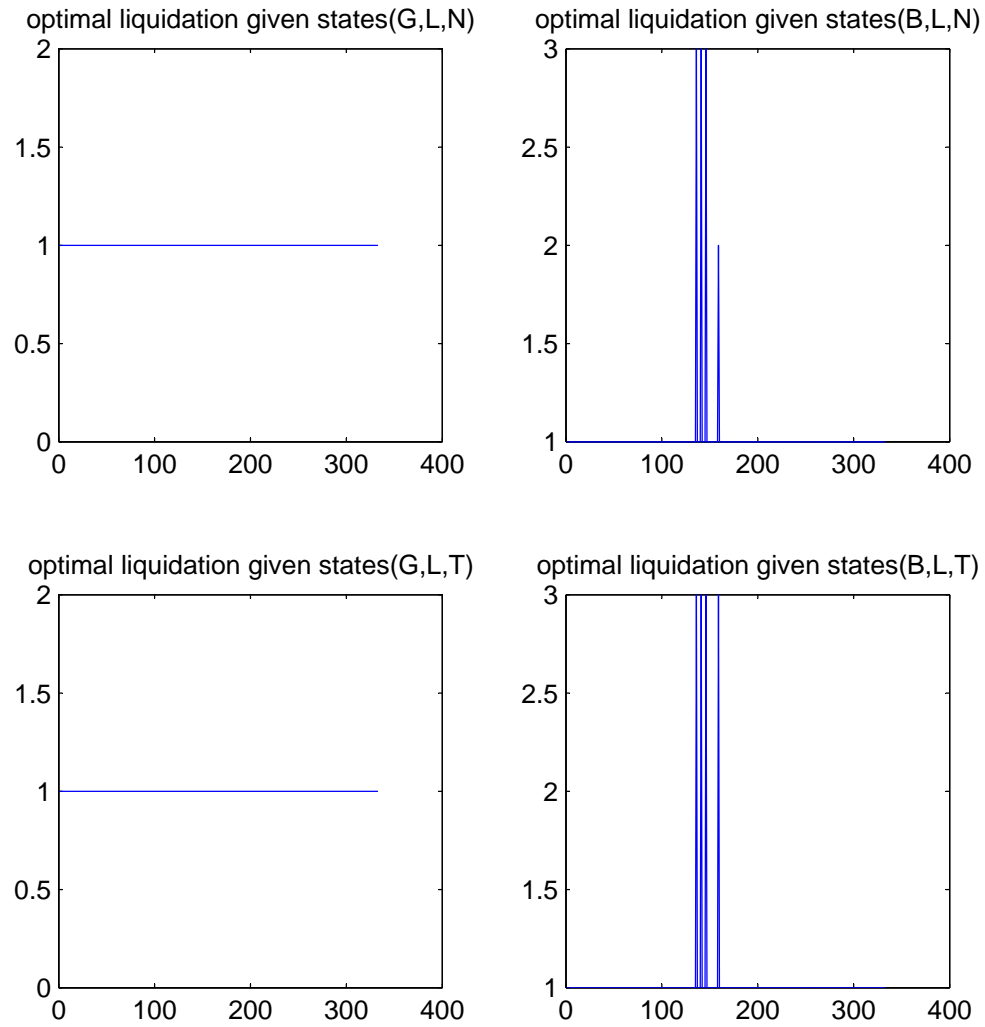 optimal liquidation given states(G,L,N)
2
1.5
1
0.5
0
0 100 200 300 400
optimal liquidation given states(B,L,N)
3
2.5
2
1.5
1
0 100 200 300 400
optimal liquidation given states(G,L,T)
2
1.5
1
0.5
0
0 100 200 300 400
optimal liquidation given states(B,L,T)
3
2.5
2
1.5
1
0 100 200 300 400